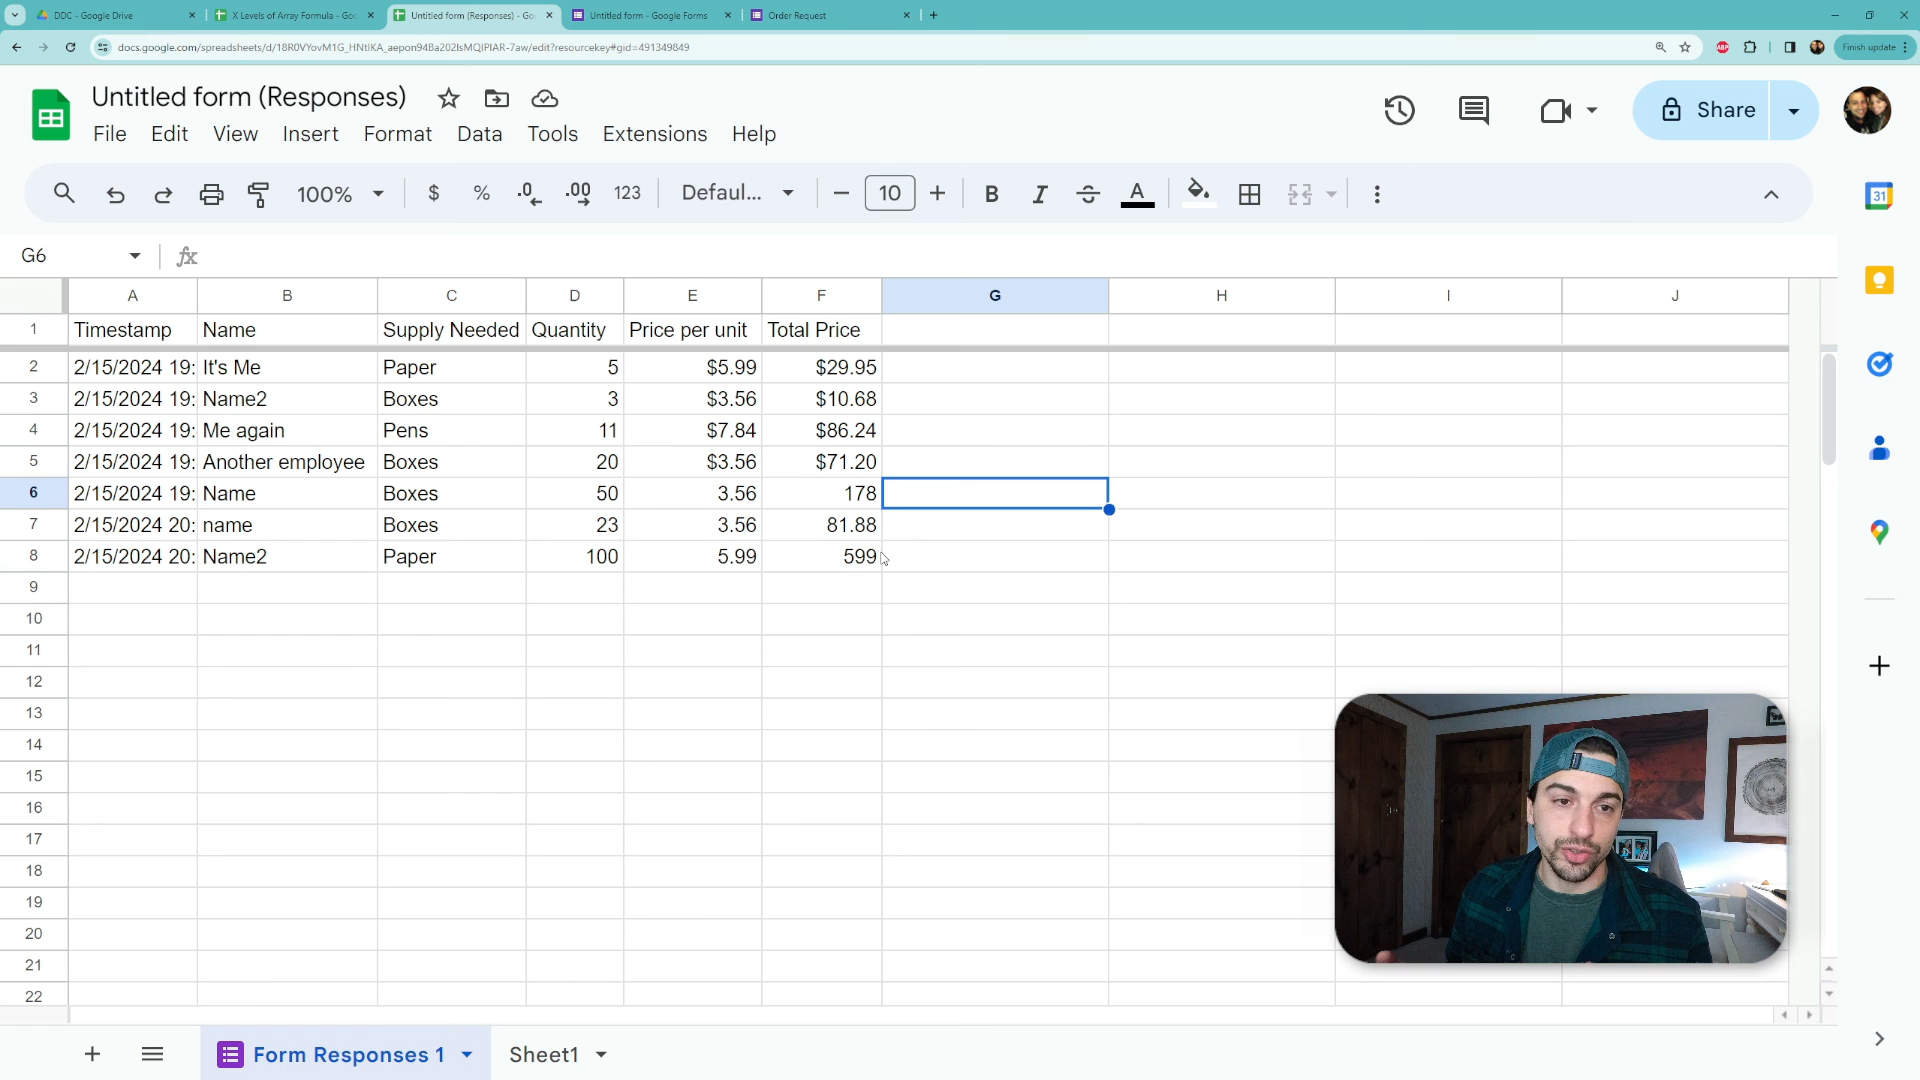 DDC - Google Drive
X Levels of Array Formula - Goo
Untitled form (Responses) - Go
Untitled form - Google Forms
Order Request
Finish update
Untitled form (Responses)
File Edit View Insert Format Data Tools Extensions Help
Share
100% $ % .0 .00 123 Defaul... 10 B I S A
31
G6 fx
A B C D E F G H I J
1 Timestamp Name Supply Needed Quantity Price per unit Total Price
2 2/15/2024 19: It's Me Paper 5 $5.99 $29.95
3 2/15/2024 19: Name2 Boxes 3 $3.56 $10.68
4 2/15/2024 19: Me again Pens 11 $7.84 $86.24
5 2/15/2024 19: Another employee Boxes 20 $3.56 $71.20
6 2/15/2024 19: Name Boxes 50 3.56 178
7 2/15/2024 20: name Boxes 23 3.56 81.88
8 2/15/2024 20: Name2 Paper 100 5.99 599
9
10
11
12
13
14
15
16
17
18
19
20
21
22
Form Responses 1 Sheet1